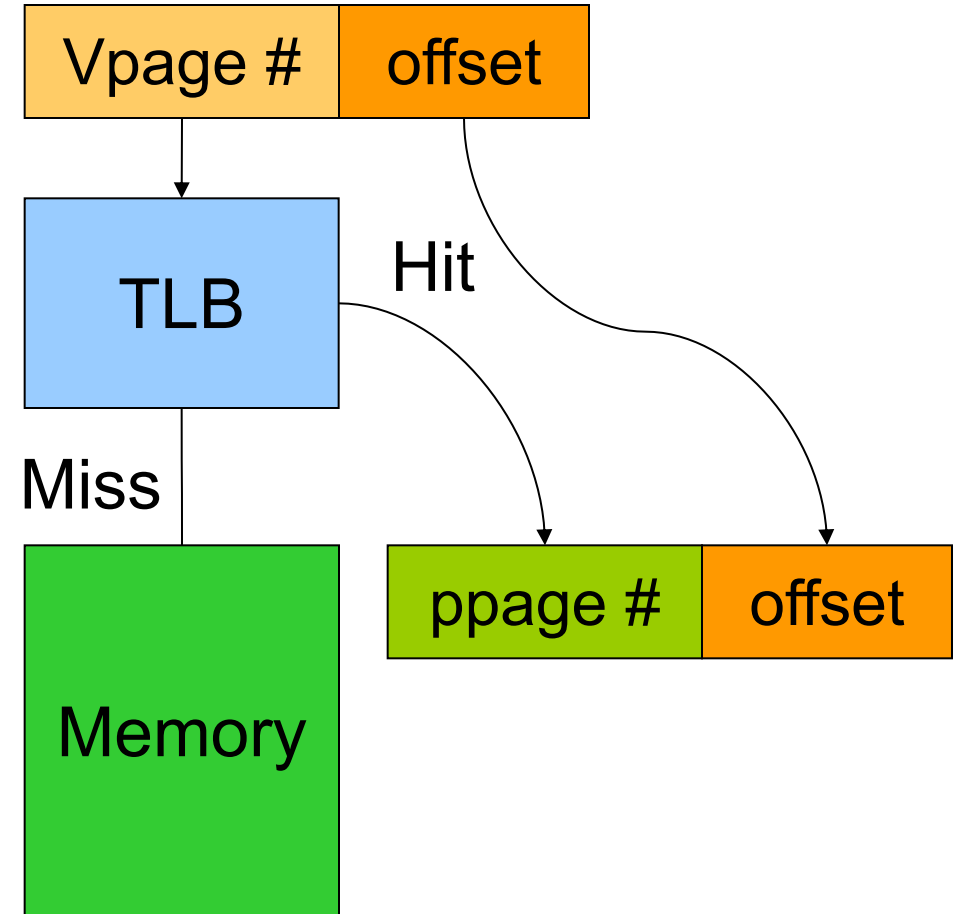 Vpage #
offset
TLB
Hit
Miss
ppage #
offset
Memory